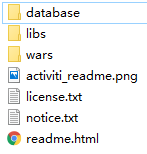 database
libs
wars
activiti_readme.png
license.txt
notice.txt
readme.html